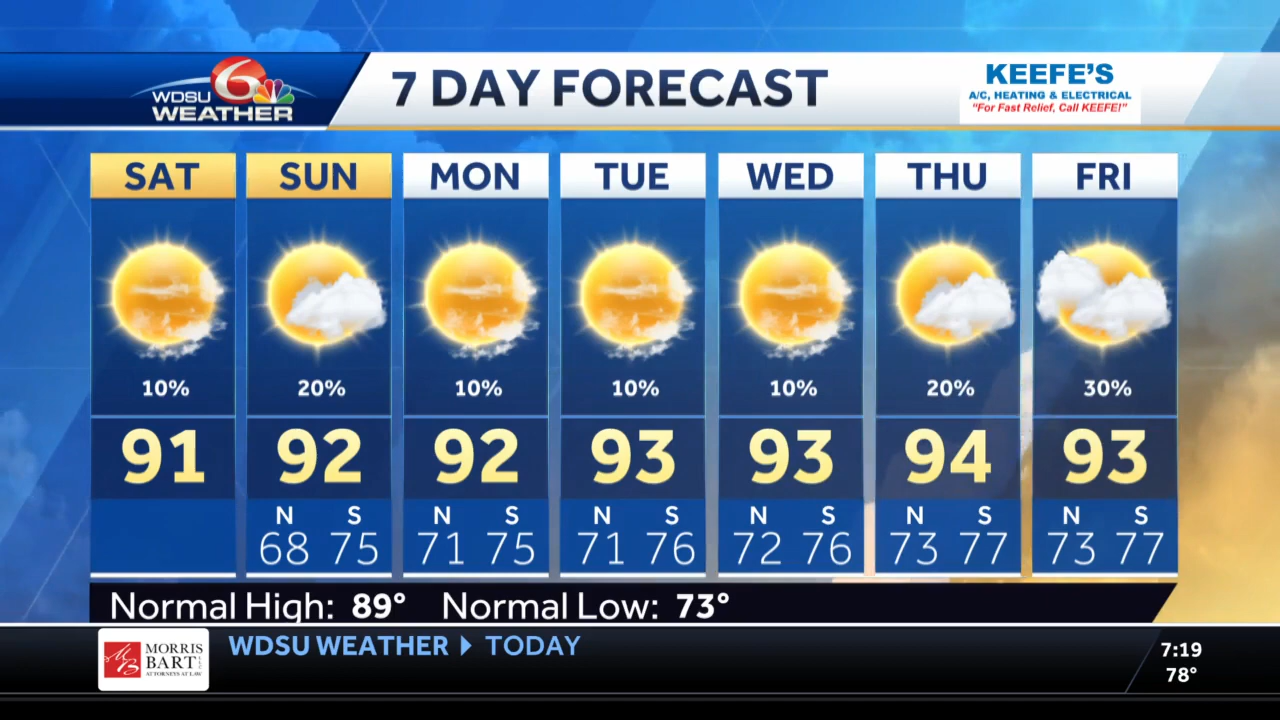 WDSU 6
WEATHER
7 DAY FORECAST
KEEFE'S
A/C, HEATING & ELECTRICAL
"For Fast Relief, Call KEEFE!"
SAT SUN MON TUE WED THU FRI
10% 20% 10% 10% 10% 20% 30%
91 92 92 93 93 94 93
N S N S N S N S N S N S
68 75 71 75 71 76 72 76 73 77 73 77
Normal High: 89° Normal Low: 73°
MB
MORRIS
BART LLC
ATTORNEYS AT LAW
WDSU WEATHER TODAY
7:19
78°